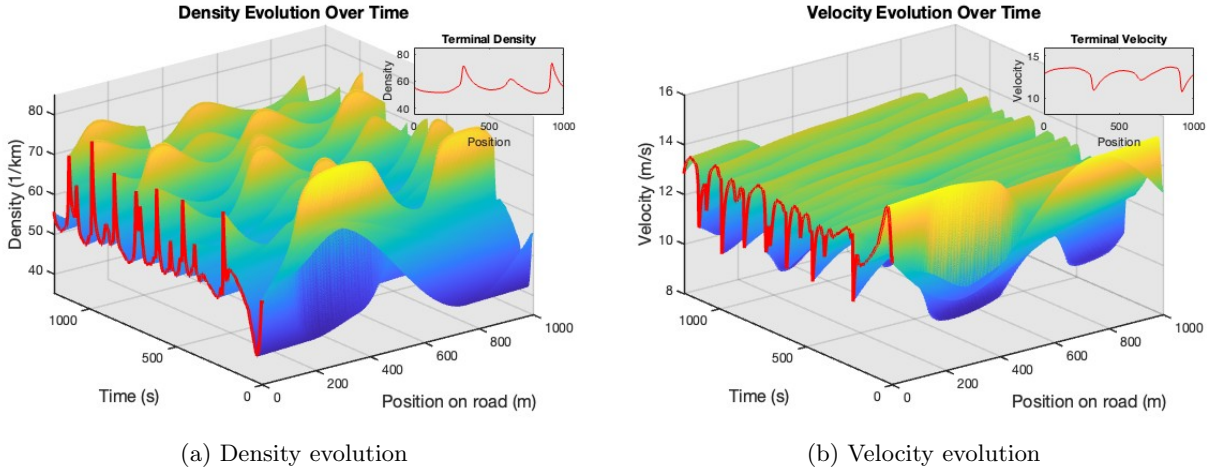 Density Evolution Over Time
Terminal Density
80
60
40
Density
0
500
1000
Position
80
70
60
50
40
Density (1/km)
1000
500
0
Time (s)
0
200
400
600
800
1000
Position on road (m)
(a) Density evolution
Velocity Evolution Over Time
Terminal Velocity
15
10
Velocity
0
500
1000
Position
16
14
12
10
8
Velocity (m/s)
1000
500
0
Time (s)
0
200
400
600
800
1000
Position on road (m)
(b) Velocity evolution